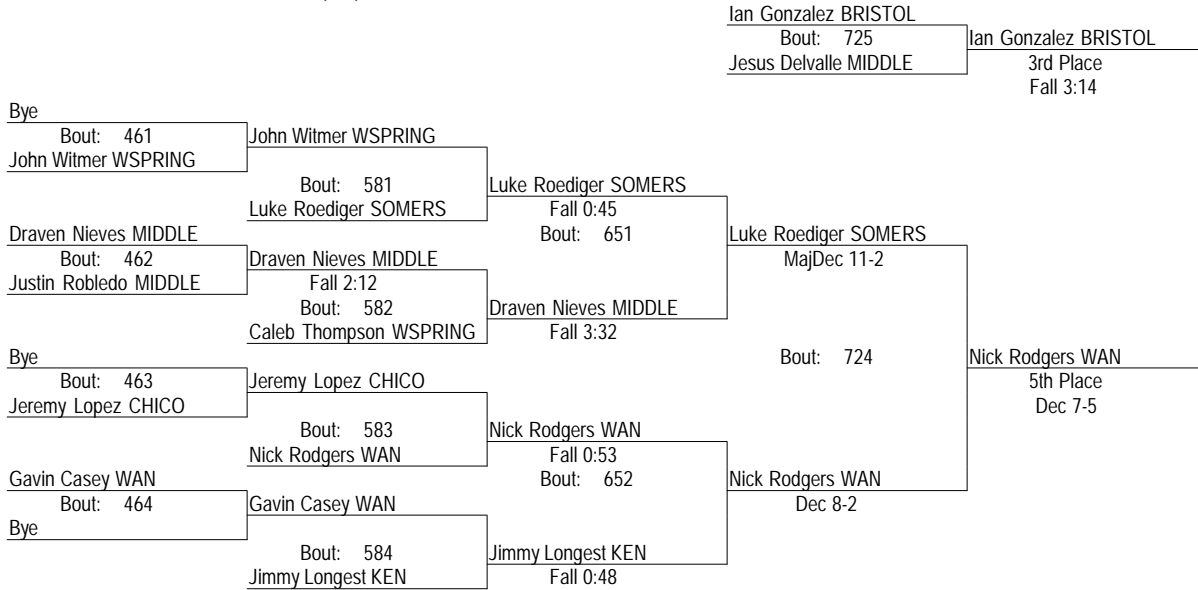 Ian Gonzalez BRISTOL
Bout: 725
Ian Gonzalez BRISTOL
Jesus Delvalle MIDDLE
3rd Place
Fall 3:14
Bye
Bout: 461
John Witmer WSPRING
John Witmer WSPRING
Bout: 581
Luke Roediger SOMERS
Luke Roediger SOMERS
Fall 0:45
Draven Nieves MIDDLE
Bout: 651
Luke Roediger SOMERS
Bout: 462
Draven Nieves MIDDLE
MajDec 11-2
Justin Robledo MIDDLE
Fall 2:12
Bout: 582
Draven Nieves MIDDLE
Caleb Thompson WSPRING
Fall 3:32
Bye
Bout: 724
Nick Rodgers WAN
Bout: 463
Jeremy Lopez CHICO
5th Place
Jeremy Lopez CHICO
Dec 7-5
Bout: 583
Nick Rodgers WAN
Nick Rodgers WAN
Fall 0:53
Gavin Casey WAN
Bout: 652
Nick Rodgers WAN
Bout: 464
Gavin Casey WAN
Dec 8-2
Bye
Bout: 584
Jimmy Longest KEN
Jimmy Longest KEN
Fall 0:48